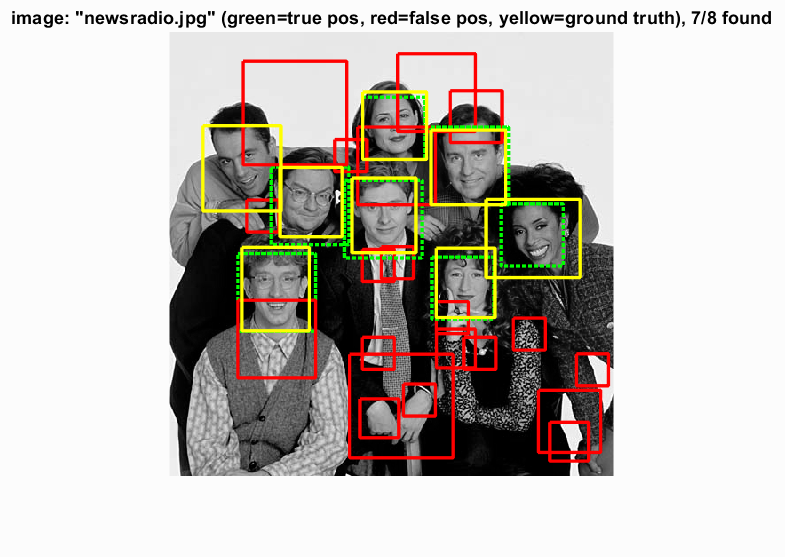 image: "newsradio.jpg" (green=true pos, red=false pos, yellow=ground truth), 7/8 found